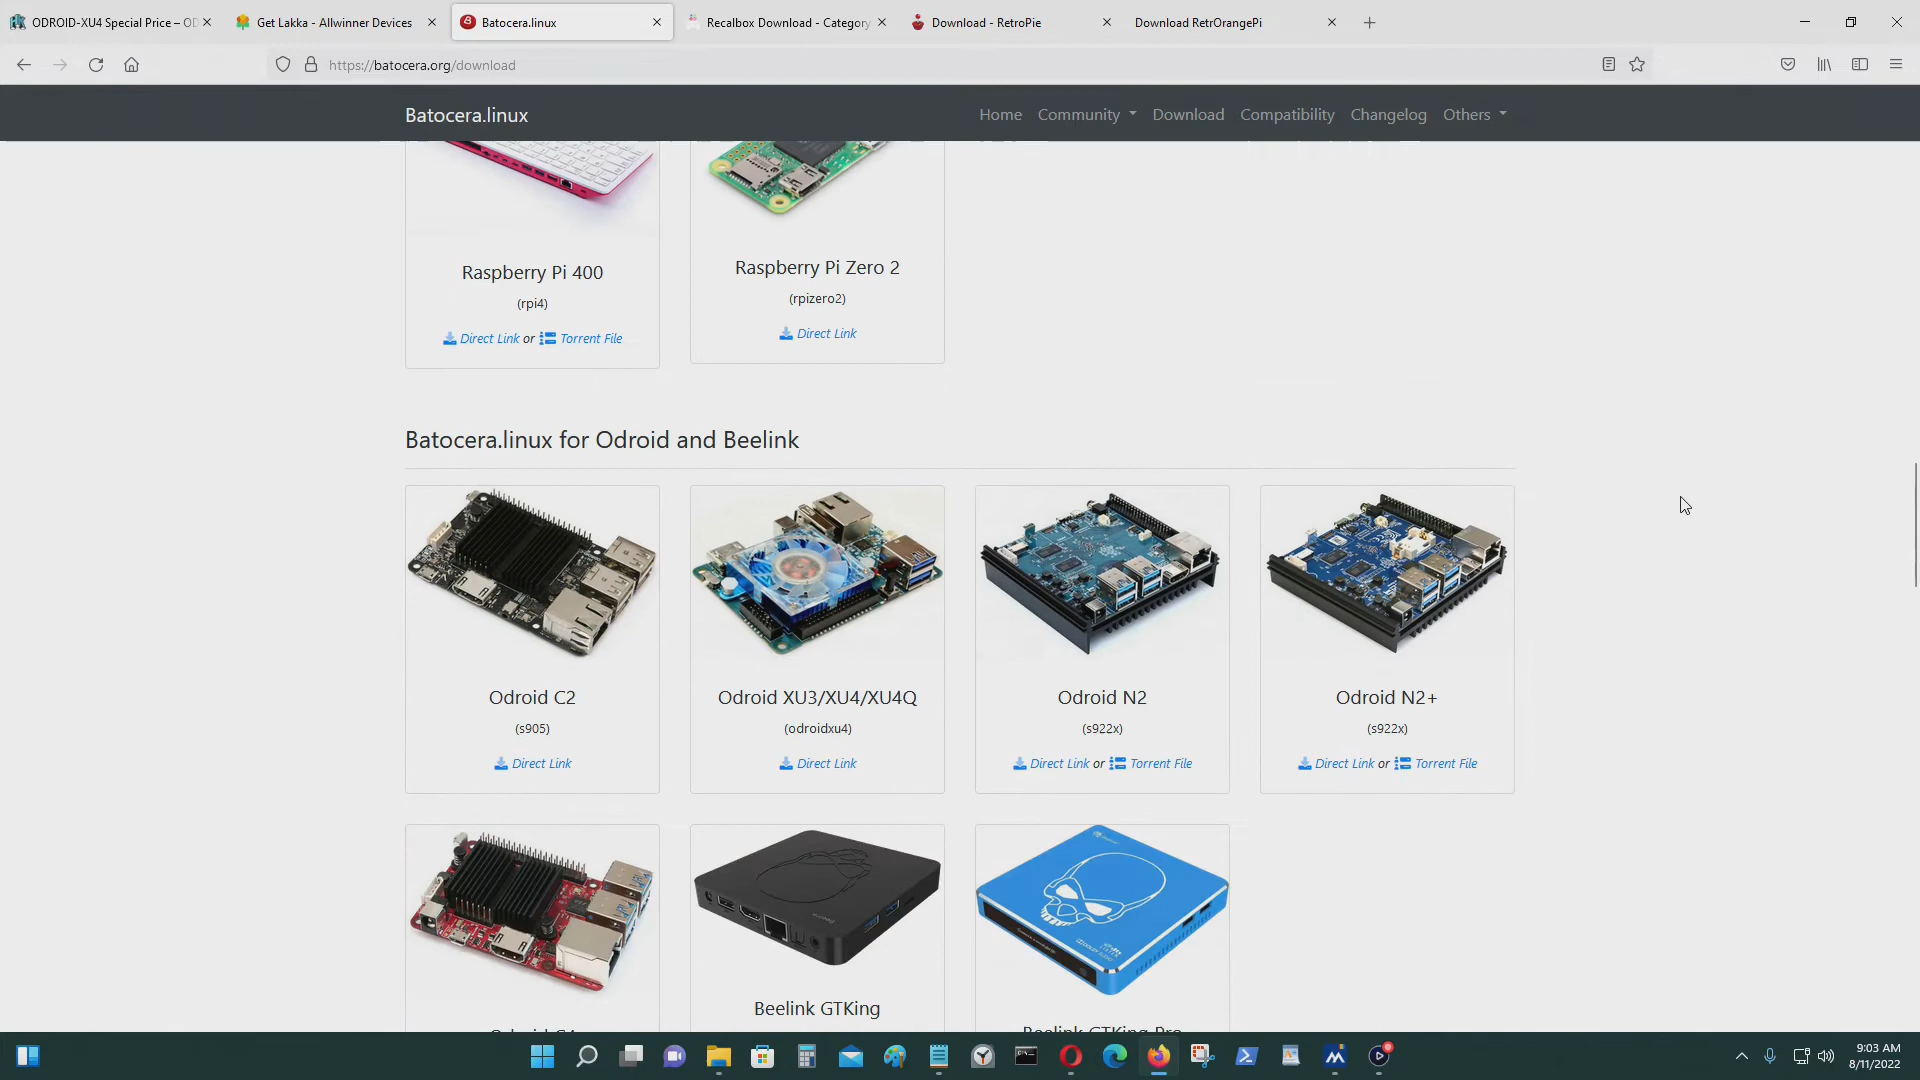 ODROID-XU4 Special Price – OD
Get Lakka - Allwinner Devices
Batocera.linux
Recalbox Download - Category
Download - RetroPie
Download RetrOrangePi
https://batocera.org/download
Batocera.linux
Home
Community
Download
Compatibility
Changelog
Others
Raspberry Pi 400
(rpi4)
Direct Link or Torrent File
Raspberry Pi Zero 2
(rpizero2)
Direct Link
Batocera.linux for Odroid and Beelink
Odroid C2
(s905)
Direct Link
Odroid XU3/XU4/XU4Q
(odroidxu4)
Direct Link
Odroid N2
(s922x)
Direct Link or Torrent File
Odroid N2+
(s922x)
Direct Link or Torrent File
Beelink GTKing
Beelink GTKing Pro
9:03 AM
8/11/2022